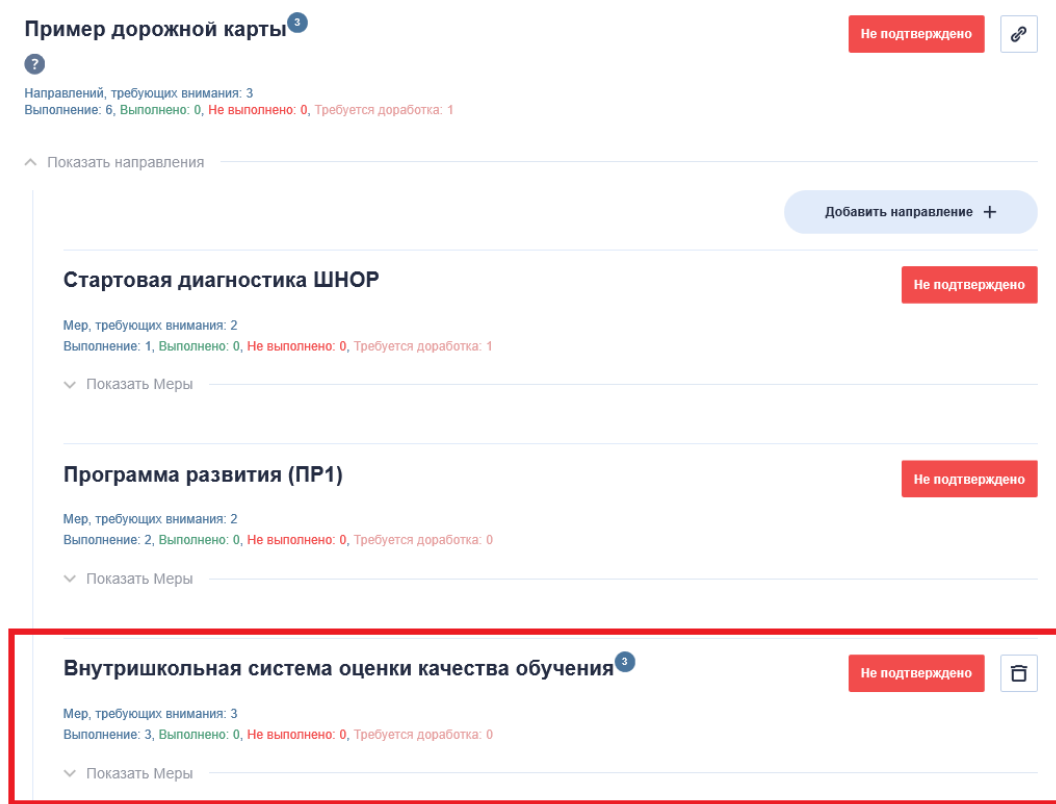 Пример дорожной карты 3
Не подтверждено
?
Направлений, требующих внимания: 3
Выполнение: 6, Выполнено: 0, Не выполнено: 0, Требуется доработка: 1
Показать направления
Добавить направление +
Стартовая диагностика ШНОР
Не подтверждено
Мер, требующих внимания: 2
Выполнение: 1, Выполнено: 0, Не выполнено: 0, Требуется доработка: 1
Показать Меры
Программа развития (ПР1)
Не подтверждено
Мер, требующих внимания: 2
Выполнение: 2, Выполнено: 0, Не выполнено: 0, Требуется доработка: 0
Показать Меры
Внутришкольная система оценки качества обучения 3
Не подтверждено
Мер, требующих внимания: 3
Выполнение: 3, Выполнено: 0, Не выполнено: 0, Требуется доработка: 0
Показать Меры